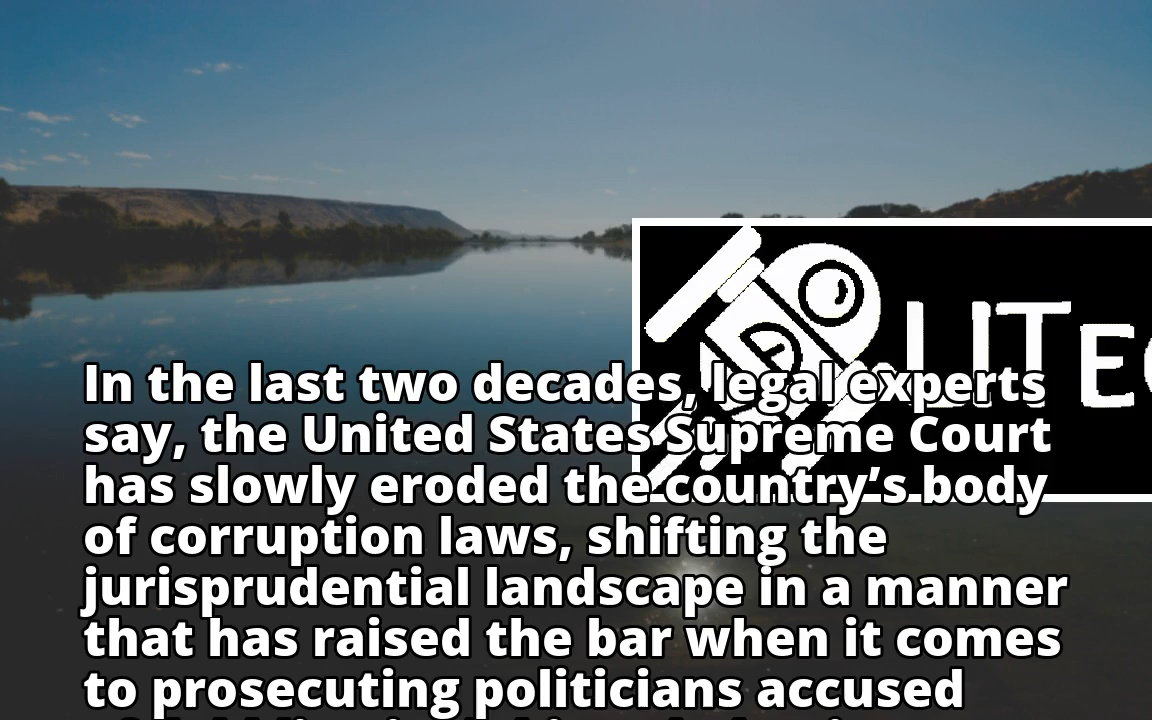 LITE
In the last two decades, legal experts
say, the United States Supreme Court
has slowly eroded the country’s body
of corruption laws, shifting the
jurisprudential landscape in a manner
that has raised the bar when it comes
to prosecuting politicians accused